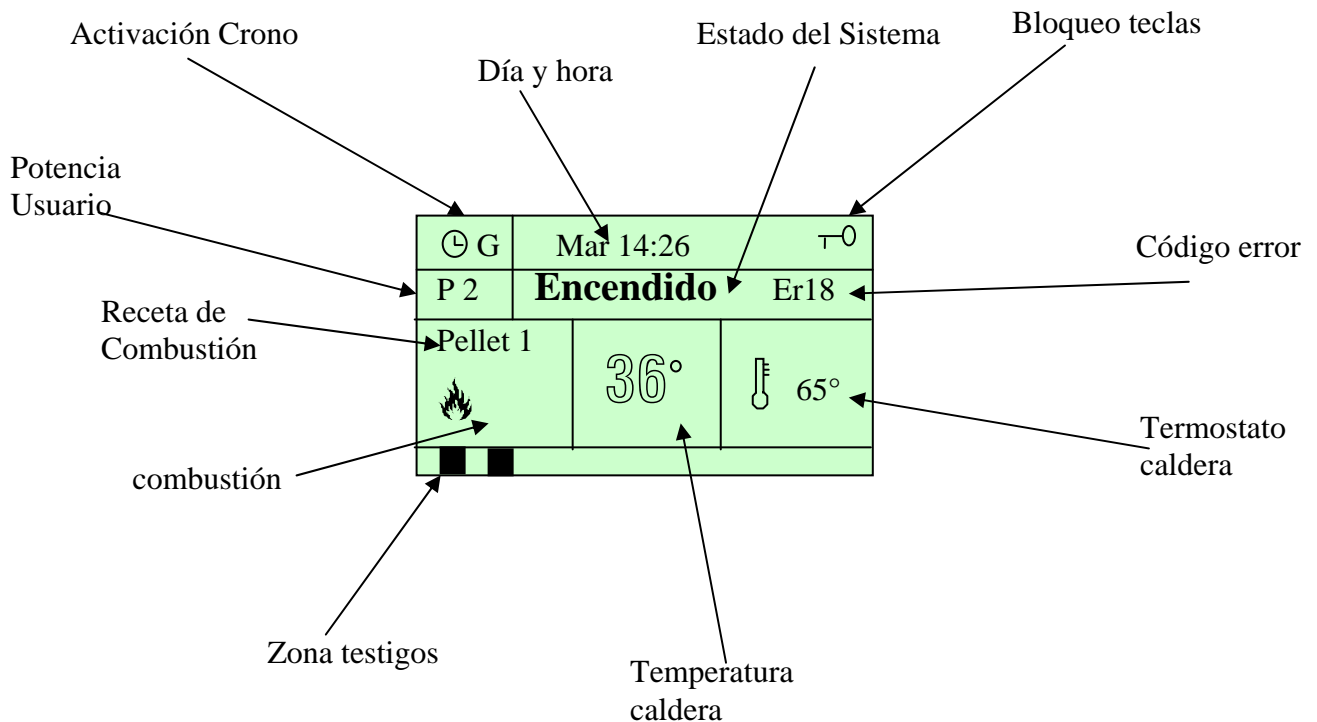 Activación Crono
Estado del Sistema
Bloqueo teclas
Día y hora
Potencia
Usuario
G
Mar 14:26
Código error
P 2
Encendido
Er18
Receta de
Combustión
Pellet 1
36°
65°
Termostato
caldera
combustión
Zona testigos
Temperatura
caldera